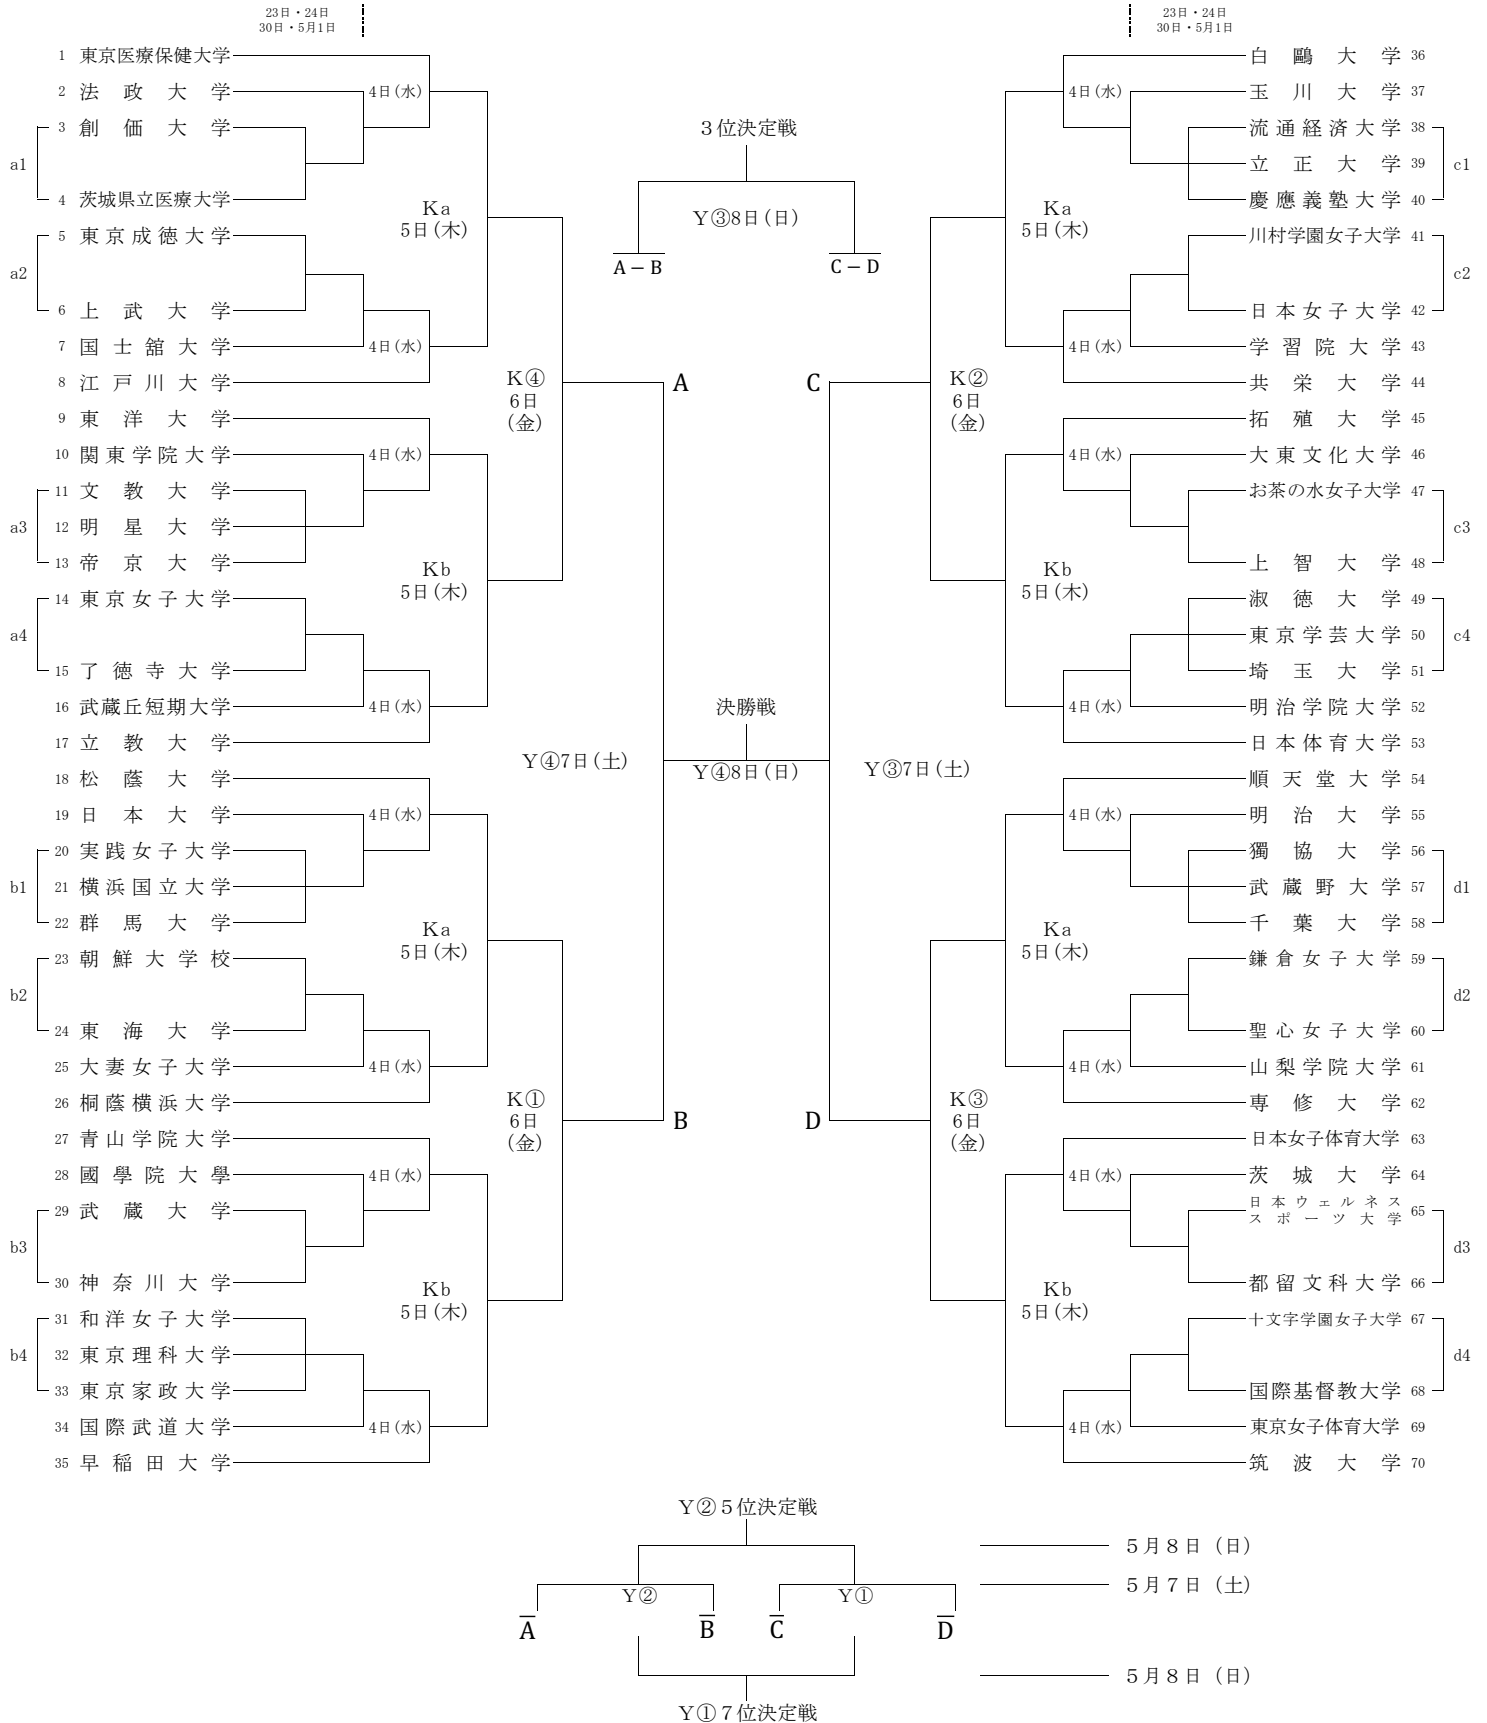 23日・24日
30日・5月1日
1 東京医療保健大学
2 法政大学
4日(水)
3 創価大学
a1
4 茨城県立医療大学
Ka
5日(木)
5 東京成徳大学
a2
6 上武大学
7 国士舘大学
4日(水)
8 江戸川大学
K④
6日
(金)
A
9 東洋大学
10 関東学院大学
4日(水)
11 文教大学
a3
12 明星大学
13 帝京大学
Kb
5日(木)
14 東京女子大学
a4
15 了徳寺大学
16 武蔵丘短期大学
4日(水)
17 立教大学
Y④7日(土)
18 松蔭大学
19 日本大学
4日(水)
20 実践女子大学
b1
21 横浜国立大学
22 群馬大学
Ka
5日(木)
23 朝鮮大学校
b2
24 東海大学
25 大妻女子大学
4日(水)
26 桐蔭横浜大学
K①
6日
(金)
B
27 青山学院大学
28 國學院大學
4日(水)
29 武蔵大学
b3
30 神奈川大学
Kb
5日(木)
31 和洋女子大学
b4
32 東京理科大学
33 東京家政大学
34 国際武道大学
4日(水)
35 早稲田大学
3位決定戦
Y③8日(日)
A－B
C－D
決勝戦
Y④8日(日)
23日・24日
30日・5月1日
白鷗大学 36
4日(水)
玉川大学 37
流通経済大学 38
立正大学 39
c1
慶應義塾大学 40
Ka
5日(木)
川村学園女子大学 41
c2
日本女子大学 42
4日(水)
学習院大学 43
共栄大学 44
C
K②
6日
(金)
拓殖大学 45
4日(水)
大東文化大学 46
お茶の水女子大学 47
c3
上智大学 48
Kb
5日(木)
淑徳大学 49
東京学芸大学 50
c4
埼玉大学 51
4日(水)
明治学院大学 52
日本体育大学 53
Y③7日(土)
順天堂大学 54
4日(水)
明治大学 55
獨協大学 56
武蔵野大学 57
d1
千葉大学 58
Ka
5日(木)
鎌倉女子大学 59
d2
聖心女子大学 60
4日(水)
山梨学院大学 61
専修大学 62
D
K③
6日
(金)
日本女子体育大学 63
4日(水)
茨城大学 64
日本ウェルネス
スポーツ大学 65
d3
都留文科大学 66
Kb
5日(木)
十文字学園女子大学 67
d4
国際基督教大学 68
4日(水)
東京女子体育大学 69
筑波大学 70
Y②5位決定戦
5月8日(日)
Y②
Y①
5月7日(土)
A
B
C
D
5月8日(日)
Y①7位決定戦